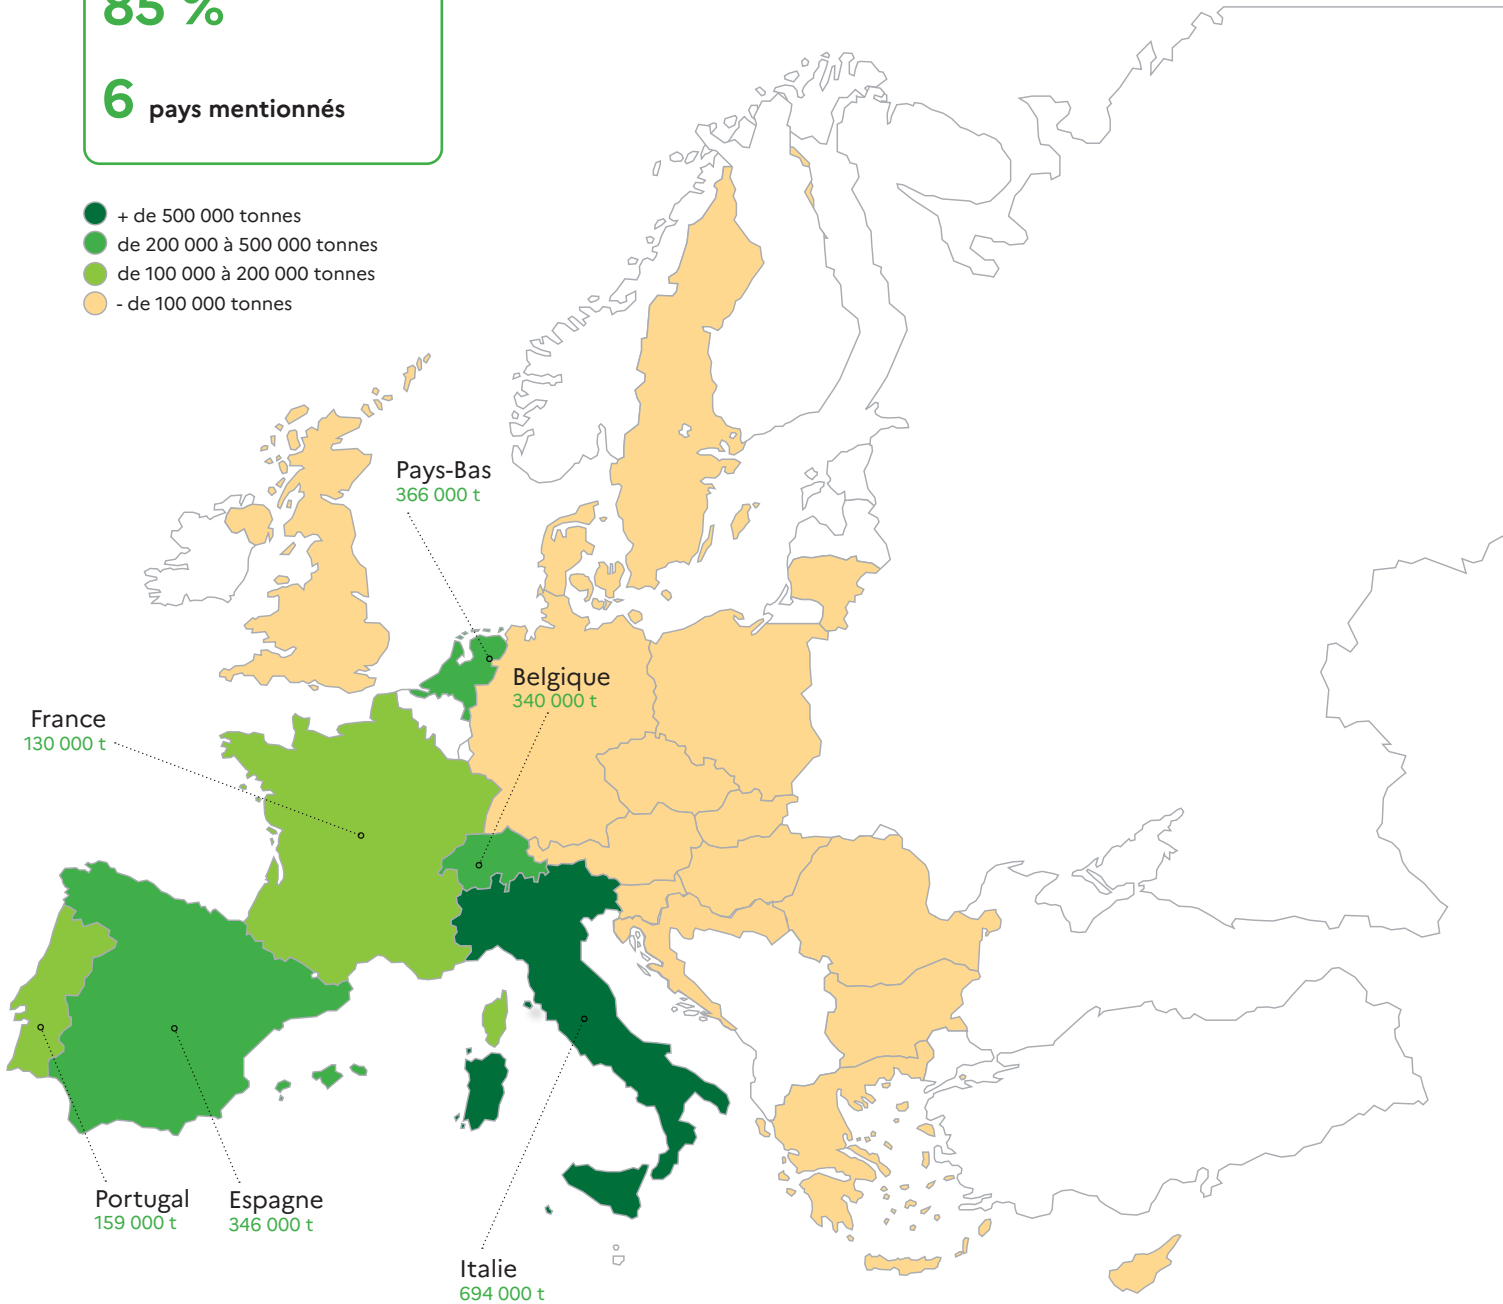 85 %
6 pays mentionnés
+ de 500 000 tonnes
de 200 000 à 500 000 tonnes
de 100 000 à 200 000 tonnes
- de 100 000 tonnes
Pays-Bas
366 000 t
Belgique
340 000 t
France
130 000 t
Portugal
159 000 t
Espagne
346 000 t
Italie
694 000 t